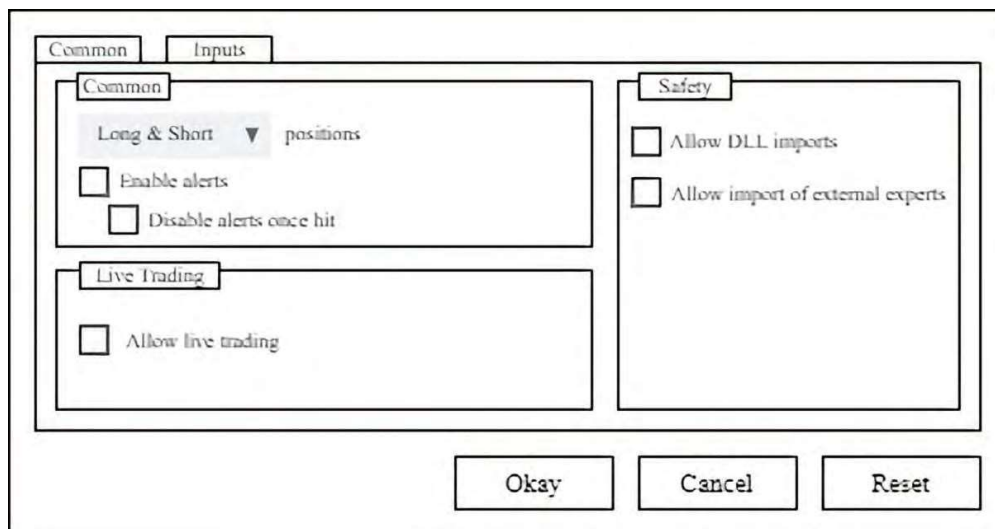 Common
Inputs
Common
Long & Short ▼ positions
Enable alerts
Disable alerts once hit
Live Trading
Allow live trading
Safety
Allow DLL imports
Allow import of external experts
Okay
Cancel
Reset